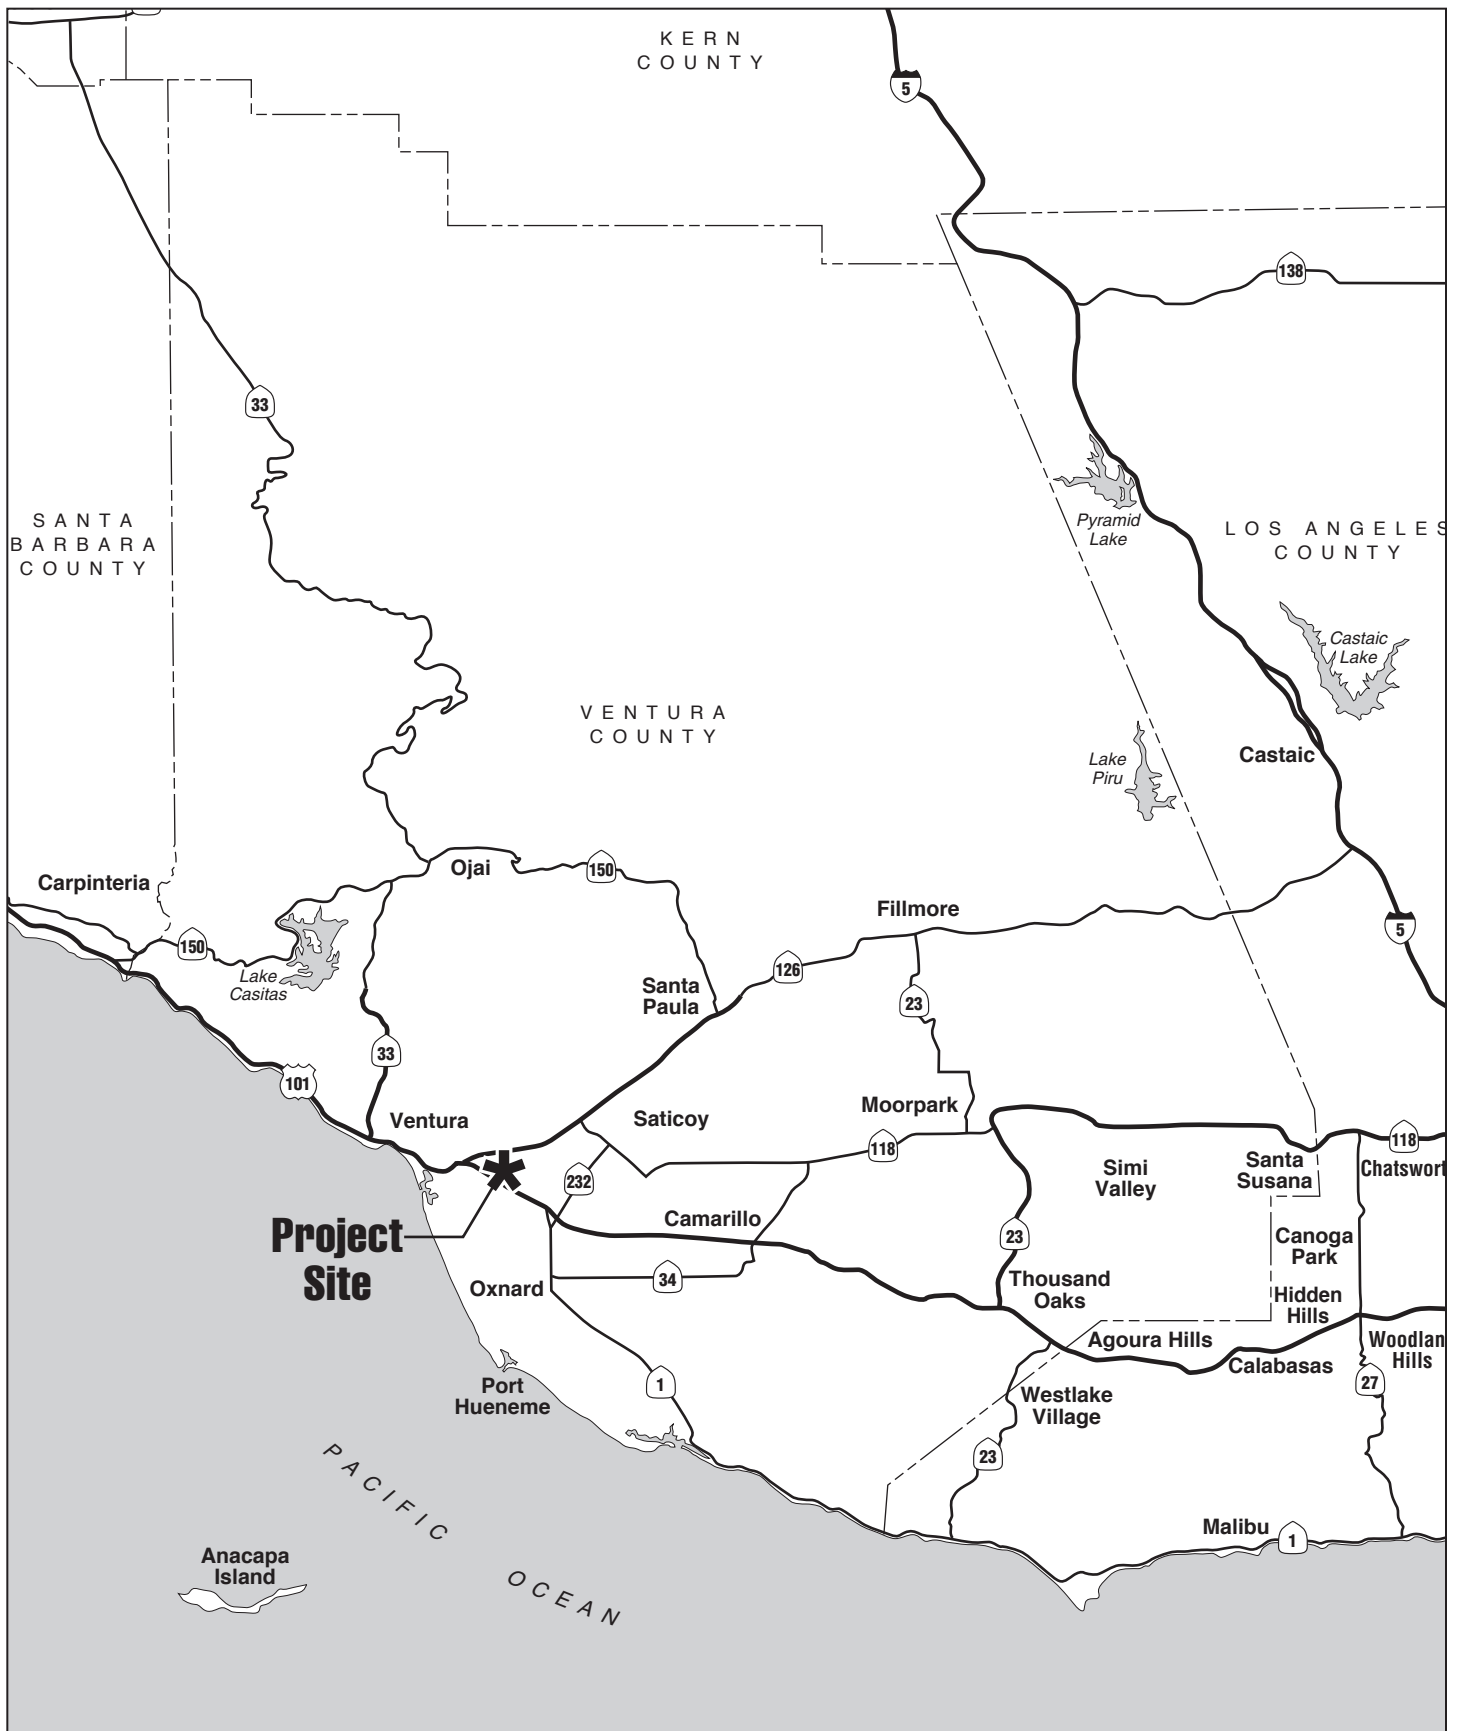 KERN
COUNTY
5
138
33
SANTA
BARBARA
COUNTY
Pyramid
Lake
LOS ANGELES
COUNTY
Castaic
Lake
VENTURA
COUNTY
Castaic
Lake
Piru
Carpinteria
Ojai
150
Fillmore
150
Lake
Casitas
126
5
Santa
Paula
23
33
101
Ventura
Saticoy
Moorpark
118
118
Santa
Susana
Chatswort
Simi
Valley
232
Camarillo
Project
Site
23
Canoga
Park
34
Oxnard
Thousand
Oaks
Hidden
Hills
Agoura Hills
Woodlan
Hills
Calabasas
1
27
Port
Hueneme
Westlake
Village
23
PACIFIC
OCEAN
Malibu
1
Anacapa
Island